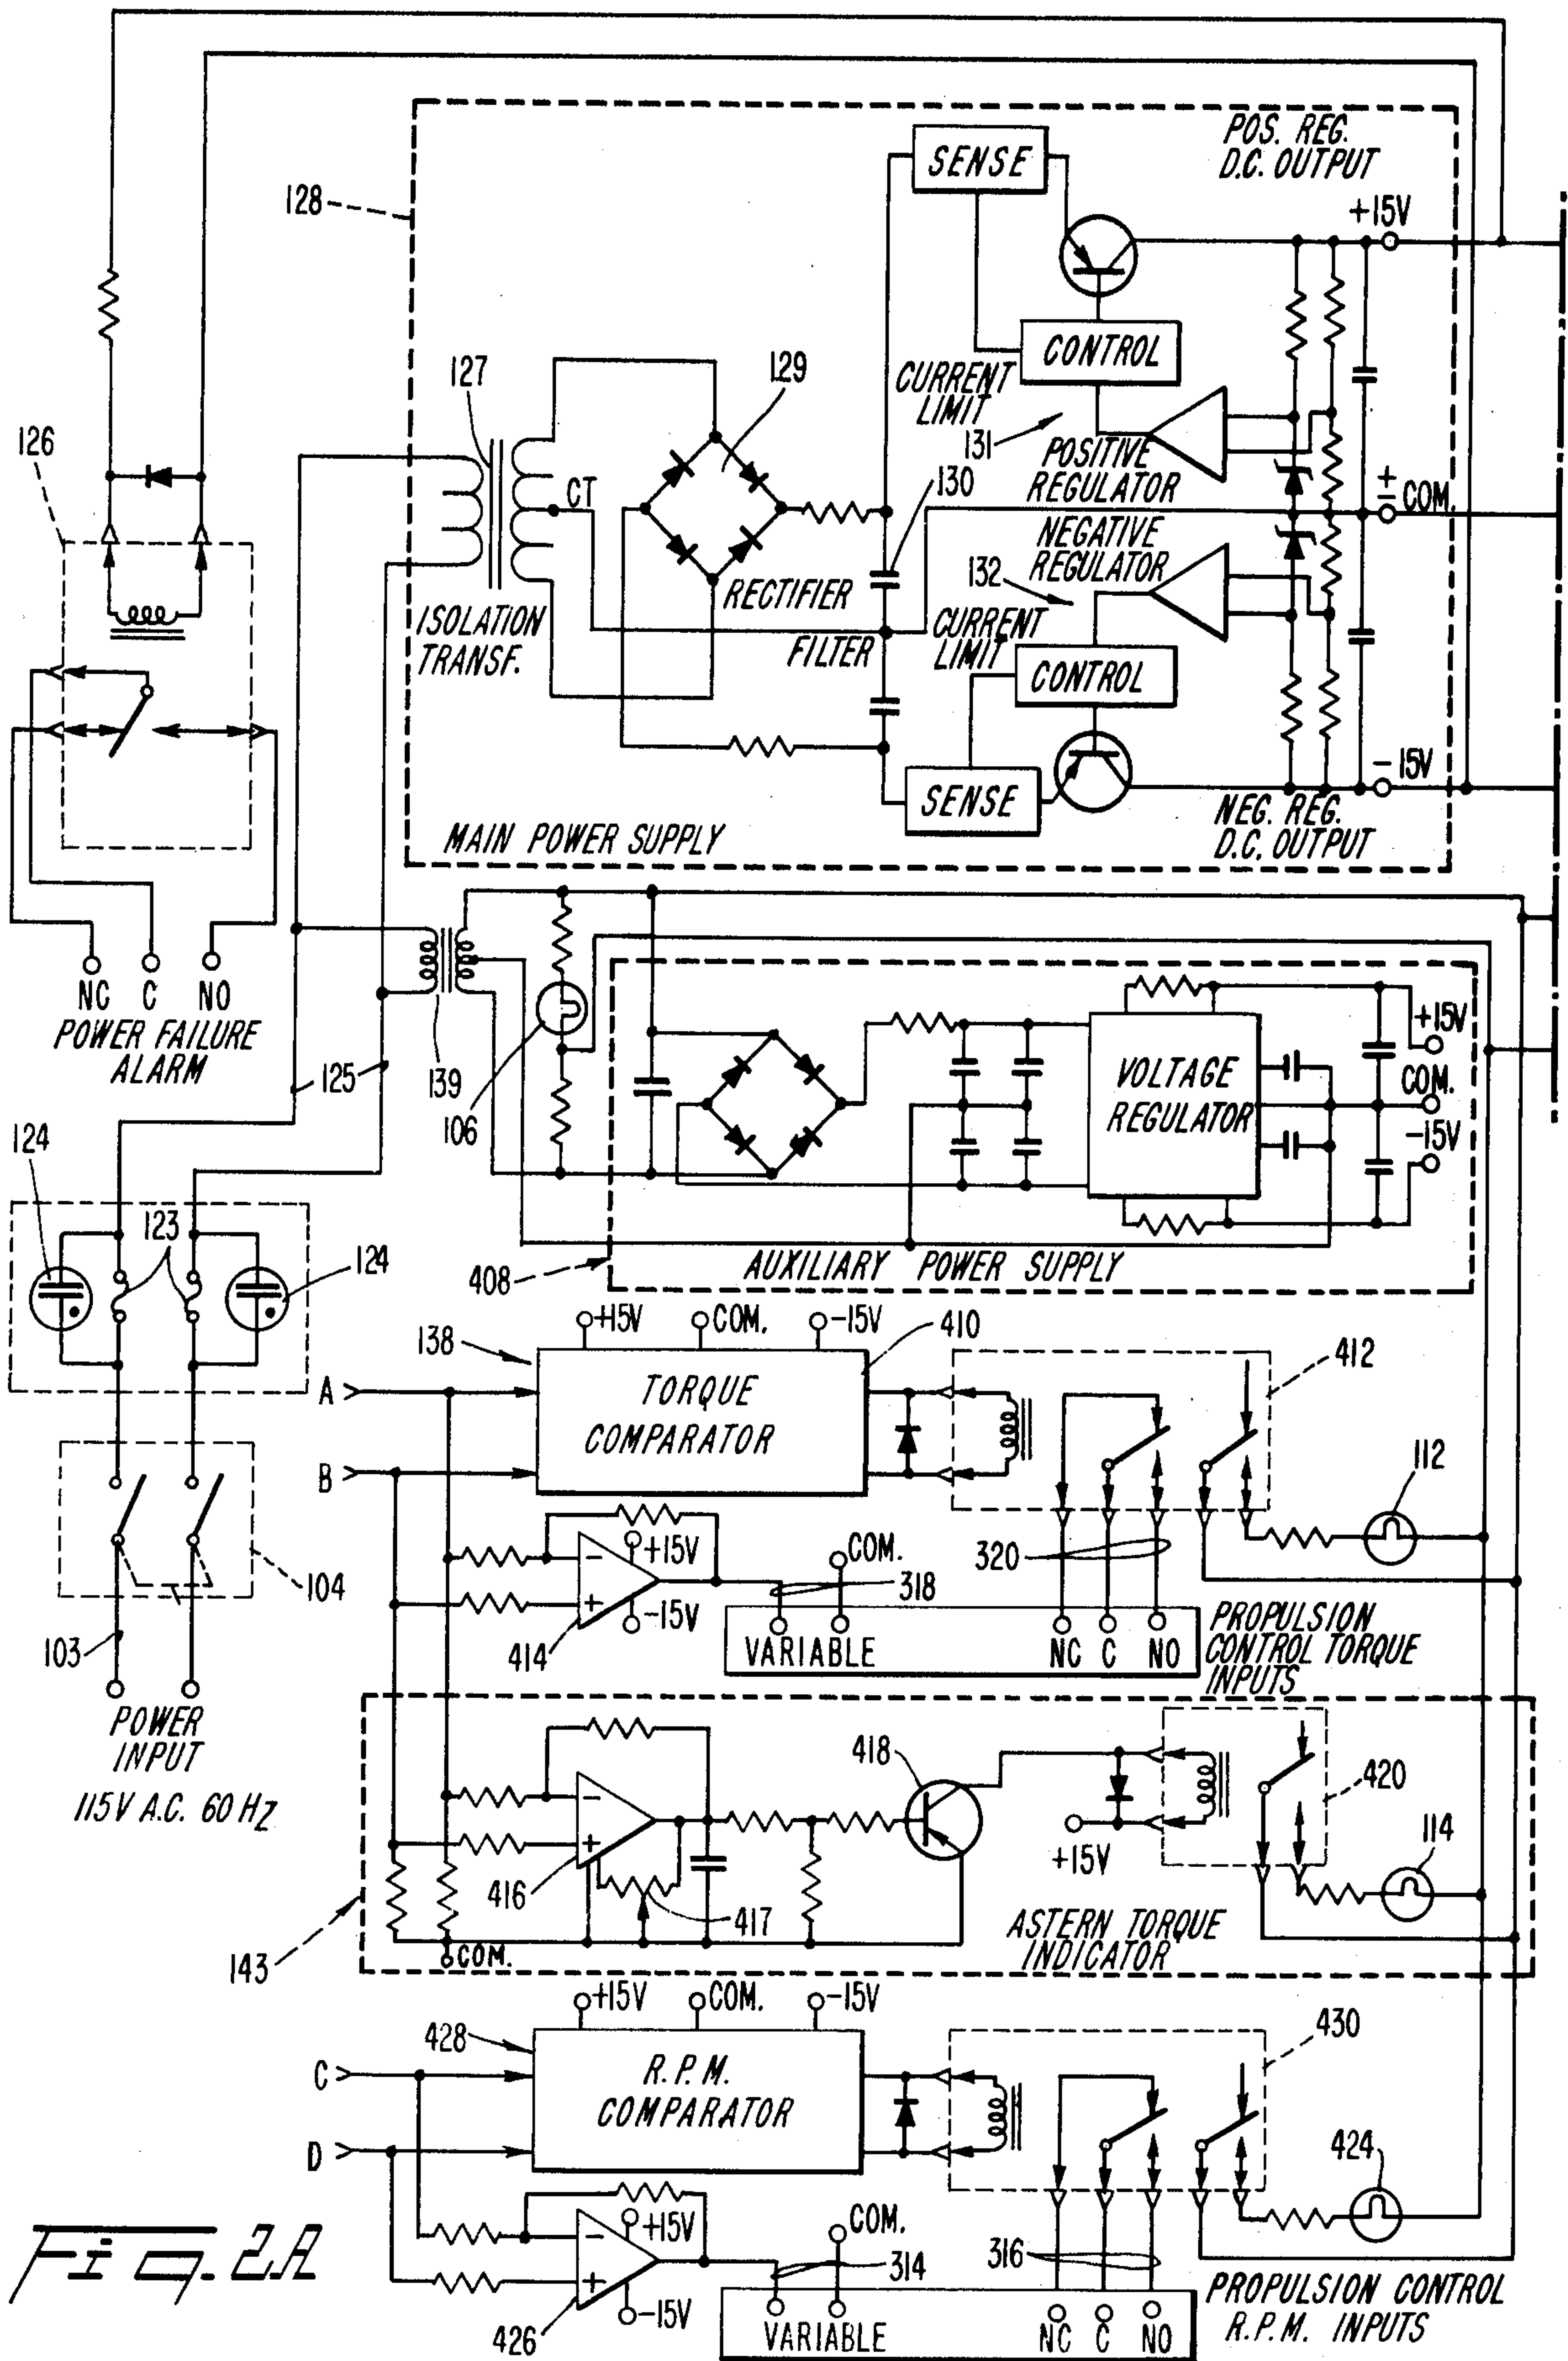 POS. REG.
D.C. OUTPUT
SENSE
128
+15V
CONTROL
127
129
CURRENT
LIMIT
131
126
POSITIVE
REGULATOR
130
CT
± COM
NEGATIVE
REGULATOR
132
RECTIFIER
ISOLATION
TRANSF.
FILTER
CURRENT
LIMIT
CONTROL
SENSE
-15V
NEG. REG.
D.C. OUTPUT
MAIN POWER SUPPLY
NC C NO
POWER FAILURE
ALARM
125
139
106
VOLTAGE
REGULATOR
+15V
COM.
-15V
124
123
124
408
AUXILIARY POWER SUPPLY
+15V COM. -15V
138
410
412
A
TORQUE
COMPARATOR
B
112
- +15V
+ -15V
414
COM.
318
320
104
103
VARIABLE NC C NO
PROPULSION
CONTROL TORQUE
INPUTS
POWER
INPUT
115V A.C. 60 HZ
-
+
416
417
418
+15V
420
114
COM.
143
ASTERN TORQUE
INDICATOR
+15V COM. -15V
428
430
C
R.P.M.
COMPARATOR
D
424
- +15V
+ -15V
426
COM.
314
316
VARIABLE NC C NO
PROPULSION CONTROL
R.P.M. INPUTS
Fig. 2A